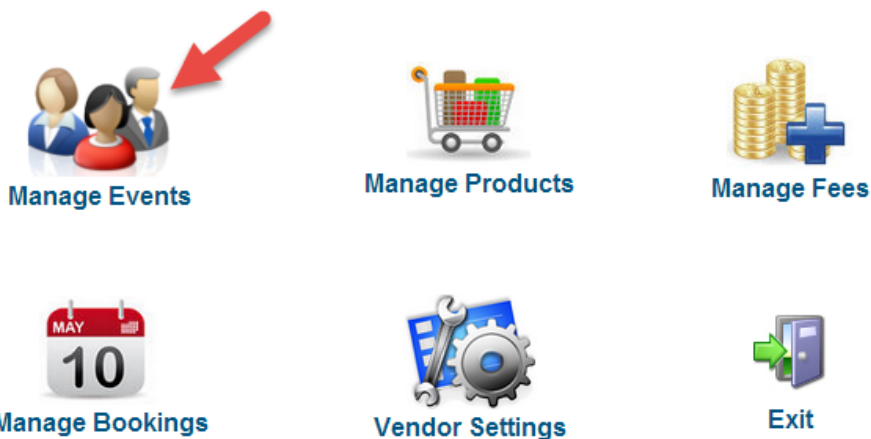 Manage Events
Manage Products
Manage Fees
MAY
10
Manage Bookings
Vendor Settings
Exit